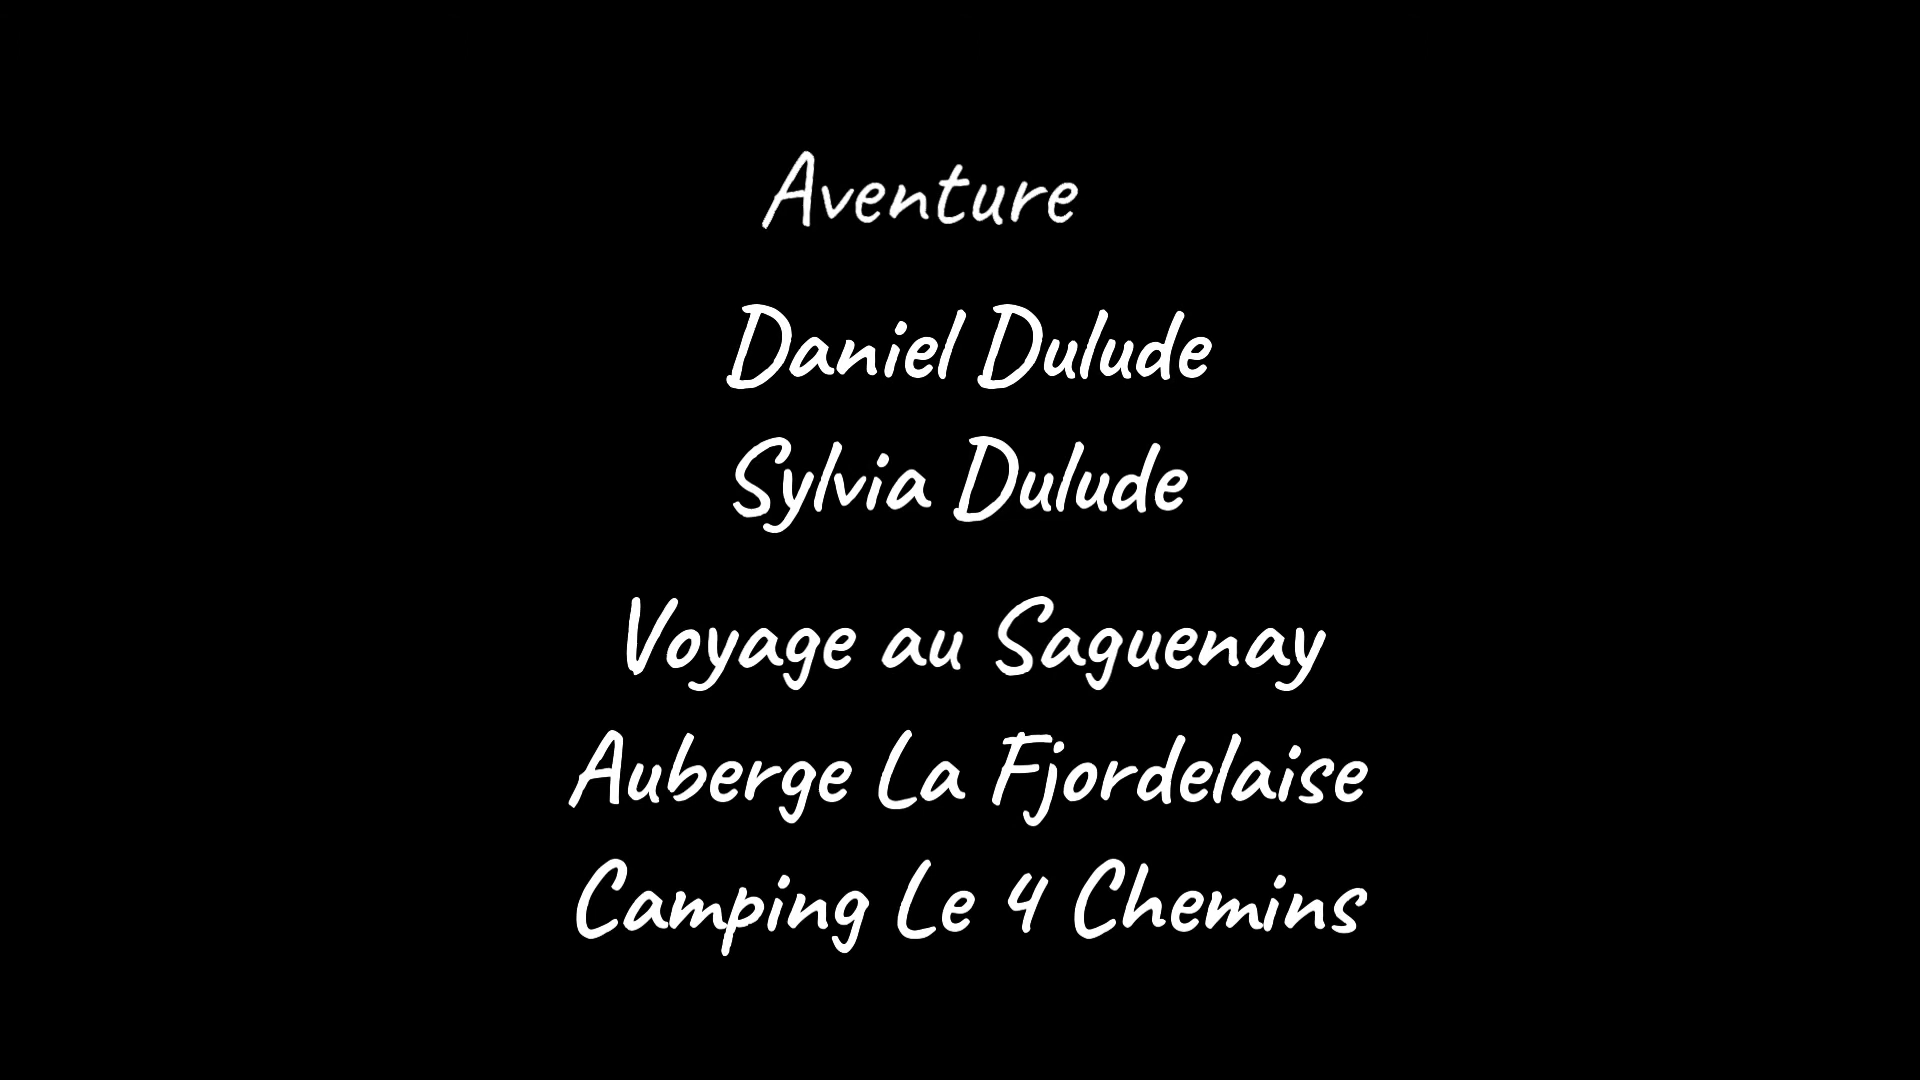 Aventure
Daniel Dulude
Sylvia Dulude
Voyage au Saguenay
Auberge La Fjordelaise
Camping Le 4 Chemins